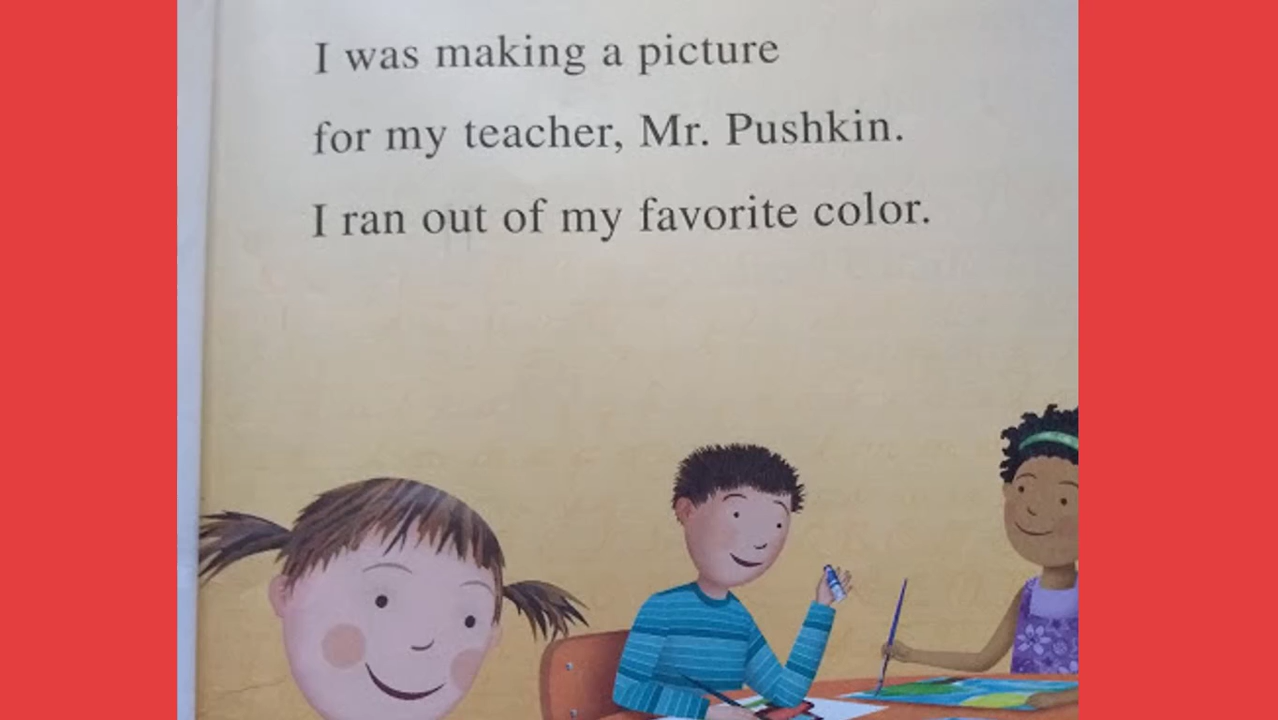 I was making a picture
for my teacher, Mr. Pushkin.
I ran out of my favorite color.